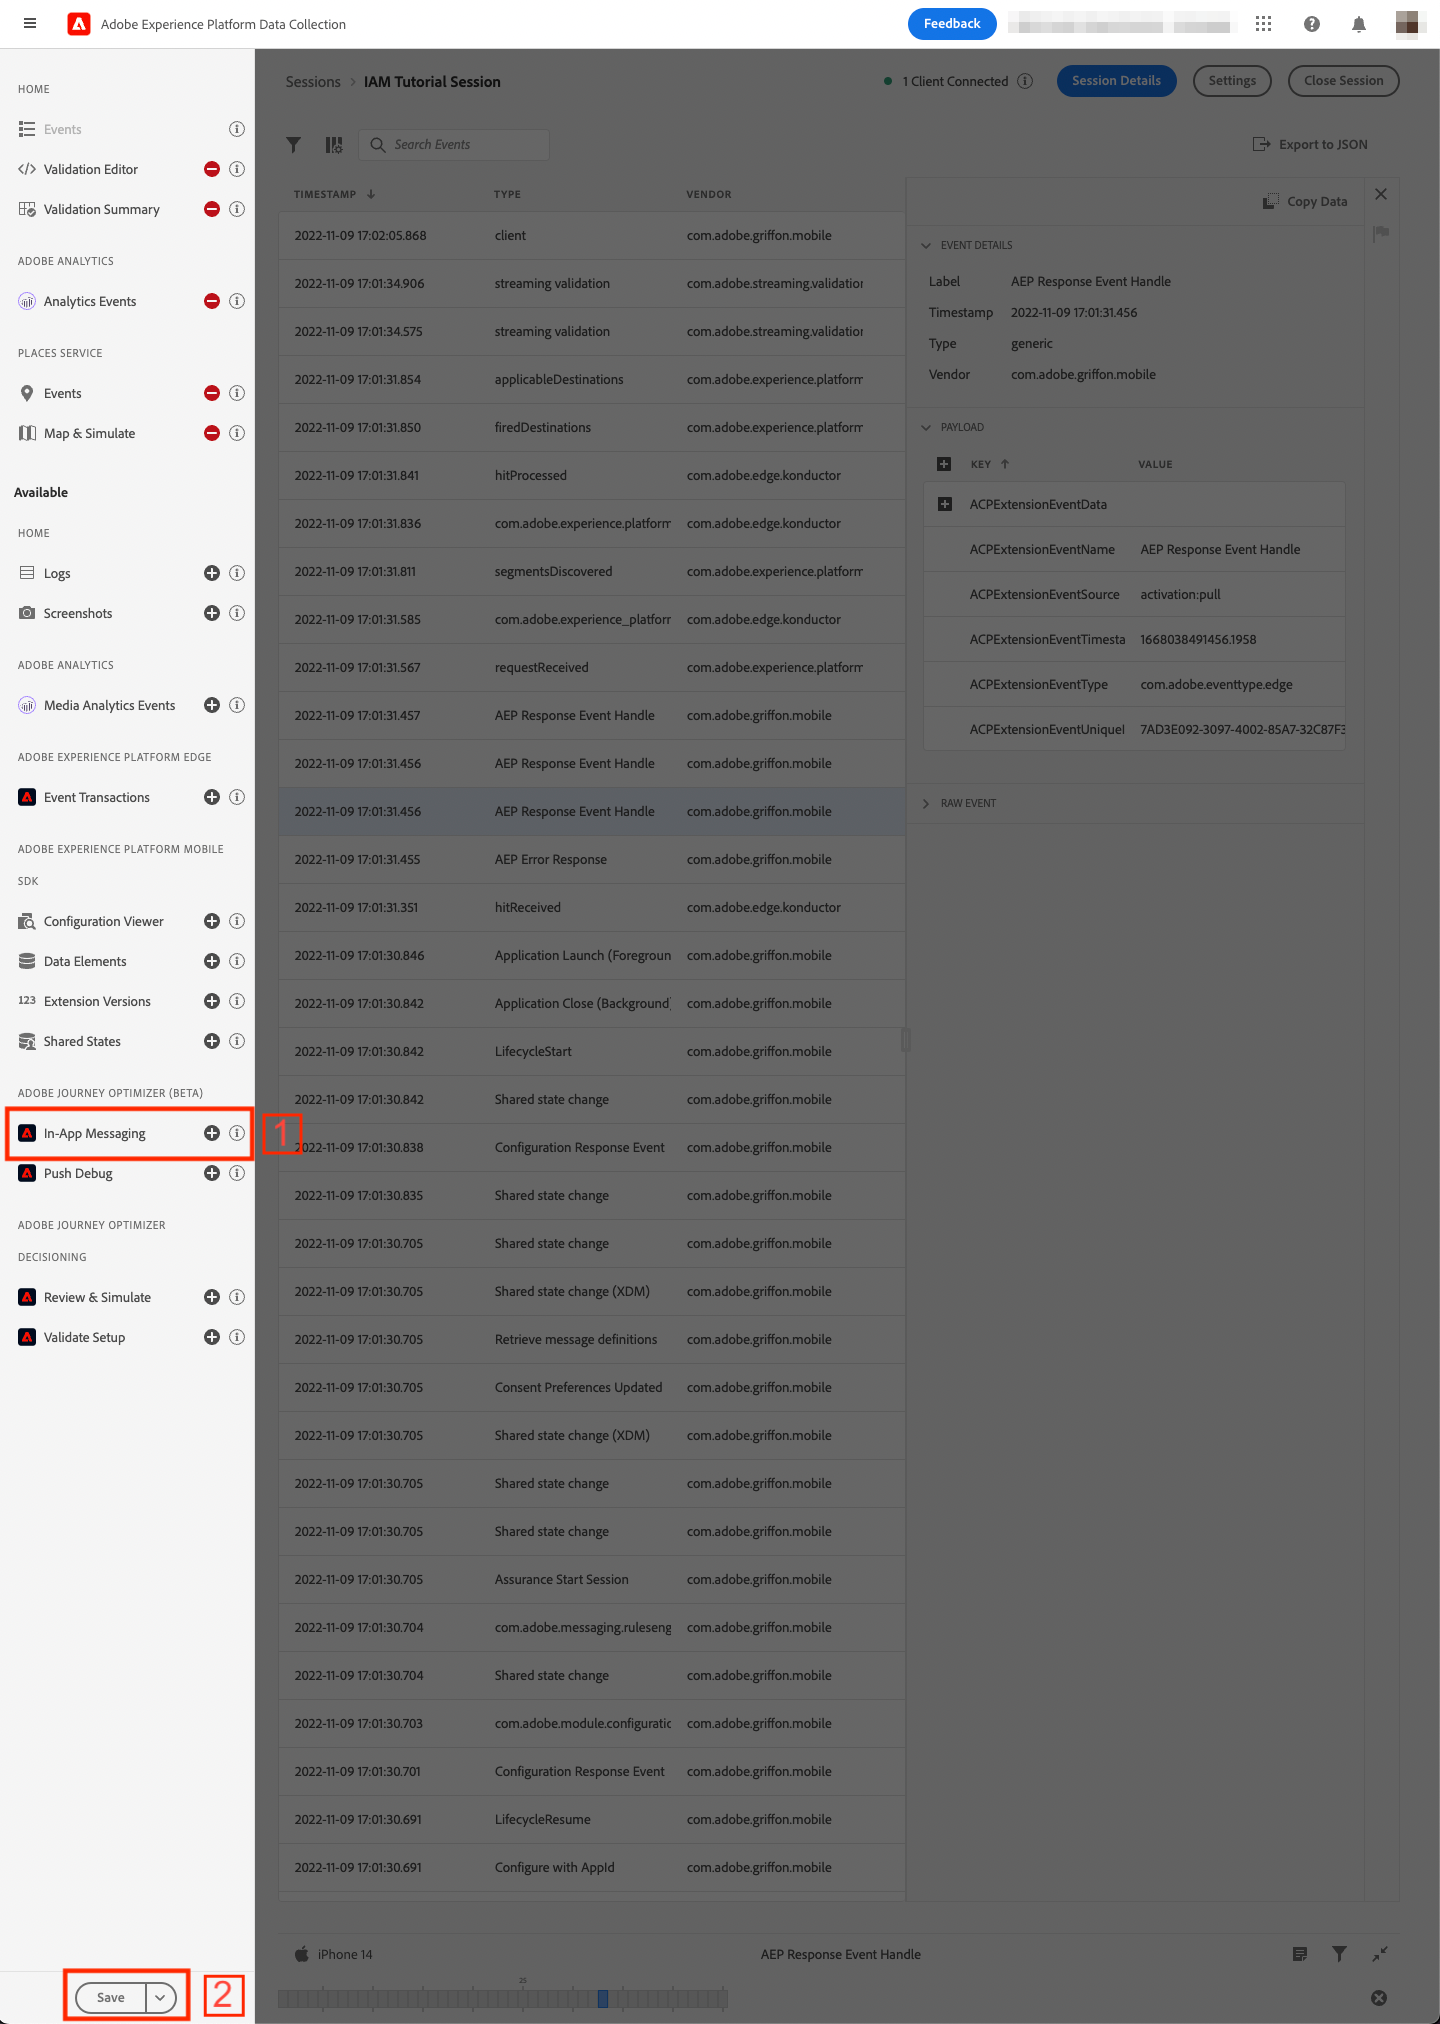 Adobe Experience Platform Data Collection
Feedback
HOME
Events
Validation Editor
Validation Summary
ADOBE ANALYTICS
Analytics Events
PLACES SERVICE
Events
Map & Simulate
Available
HOME
Logs
Screenshots
ADOBE ANALYTICS
Media Analytics Events
ADOBE EXPERIENCE PLATFORM EDGE
Event Transactions
ADOBE EXPERIENCE PLATFORM MOBILE
SDK
Configuration Viewer
Data Elements
123 Extension Versions
Shared States
ADOBE JOURNEY OPTIMIZER (BETA)
In-App Messaging
1
Push Debug
ADOBE JOURNEY OPTIMIZER
DECISIONING
Review & Simulate
Validate Setup
Save
2
Sessions > IAM Tutorial Session
1 Client Connected
Session Details
Settings
Close Session
Search Events
Export to JSON
TIMESTAMP TYPE VENDOR
2022-11-09 17:02:05.868 client com.adobe.griffon.mobile
2022-11-09 17:01:34.906 streaming validation com.adobe.streaming.validation
2022-11-09 17:01:34.575 streaming validation com.adobe.streaming.validation
2022-11-09 17:01:31.854 applicableDestinations com.adobe.experience.platform
2022-11-09 17:01:31.850 firedDestinations com.adobe.experience.platform
2022-11-09 17:01:31.841 hitProcessed com.adobe.edge.konductor
2022-11-09 17:01:31.836 com.adobe.experience.platform com.adobe.edge.konductor
2022-11-09 17:01:31.811 segmentsDiscovered com.adobe.experience.platform
2022-11-09 17:01:31.585 com.adobe.experience_platforr com.adobe.edge.konductor
2022-11-09 17:01:31.567 requestReceived com.adobe.experience.platform
2022-11-09 17:01:31.457 AEP Response Event Handle com.adobe.griffon.mobile
2022-11-09 17:01:31.456 AEP Response Event Handle com.adobe.griffon.mobile
2022-11-09 17:01:31.456 AEP Response Event Handle com.adobe.griffon.mobile
2022-11-09 17:01:31.455 AEP Error Response com.adobe.griffon.mobile
2022-11-09 17:01:31.351 hitReceived com.adobe.edge.konductor
2022-11-09 17:01:30.846 Application Launch (Foregroun com.adobe.griffon.mobile
2022-11-09 17:01:30.842 Application Close (Background) com.adobe.griffon.mobile
2022-11-09 17:01:30.842 LifecycleStart com.adobe.griffon.mobile
2022-11-09 17:01:30.842 Shared state change com.adobe.griffon.mobile
2022-11-09 17:01:30.838 Configuration Response Event com.adobe.griffon.mobile
2022-11-09 17:01:30.835 Shared state change com.adobe.griffon.mobile
2022-11-09 17:01:30.705 Shared state change com.adobe.griffon.mobile
2022-11-09 17:01:30.705 Shared state change (XDM) com.adobe.griffon.mobile
2022-11-09 17:01:30.705 Retrieve message definitions com.adobe.griffon.mobile
2022-11-09 17:01:30.705 Consent Preferences Updated com.adobe.griffon.mobile
2022-11-09 17:01:30.705 Shared state change (XDM) com.adobe.griffon.mobile
2022-11-09 17:01:30.705 Shared state change com.adobe.griffon.mobile
2022-11-09 17:01:30.705 Shared state change com.adobe.griffon.mobile
2022-11-09 17:01:30.705 Assurance Start Session com.adobe.griffon.mobile
2022-11-09 17:01:30.704 com.adobe.messaging.ruleseng com.adobe.griffon.mobile
2022-11-09 17:01:30.704 Shared state change com.adobe.griffon.mobile
2022-11-09 17:01:30.703 com.adobe.module.configuratic com.adobe.griffon.mobile
2022-11-09 17:01:30.701 Configuration Response Event com.adobe.griffon.mobile
2022-11-09 17:01:30.691 LifecycleResume com.adobe.griffon.mobile
2022-11-09 17:01:30.691 Configure with AppId com.adobe.griffon.mobile
Copy Data
EVENT DETAILS
Label AEP Response Event Handle
Timestamp 2022-11-09 17:01:31.456
Type generic
Vendor com.adobe.griffon.mobile
PAYLOAD
KEY VALUE
ACPExtensionEventData
ACPExtensionEventName AEP Response Event Handle
ACPExtensionEventSource activation:pull
ACPExtensionEventTimesta 1668038491456.1958
ACPExtensionEventType com.adobe.eventtype.edge
ACPExtensionEventUniqueI 7AD3E092-3097-4002-85A7-32C87F3
RAW EVENT
iPhone 14
AEP Response Event Handle
25